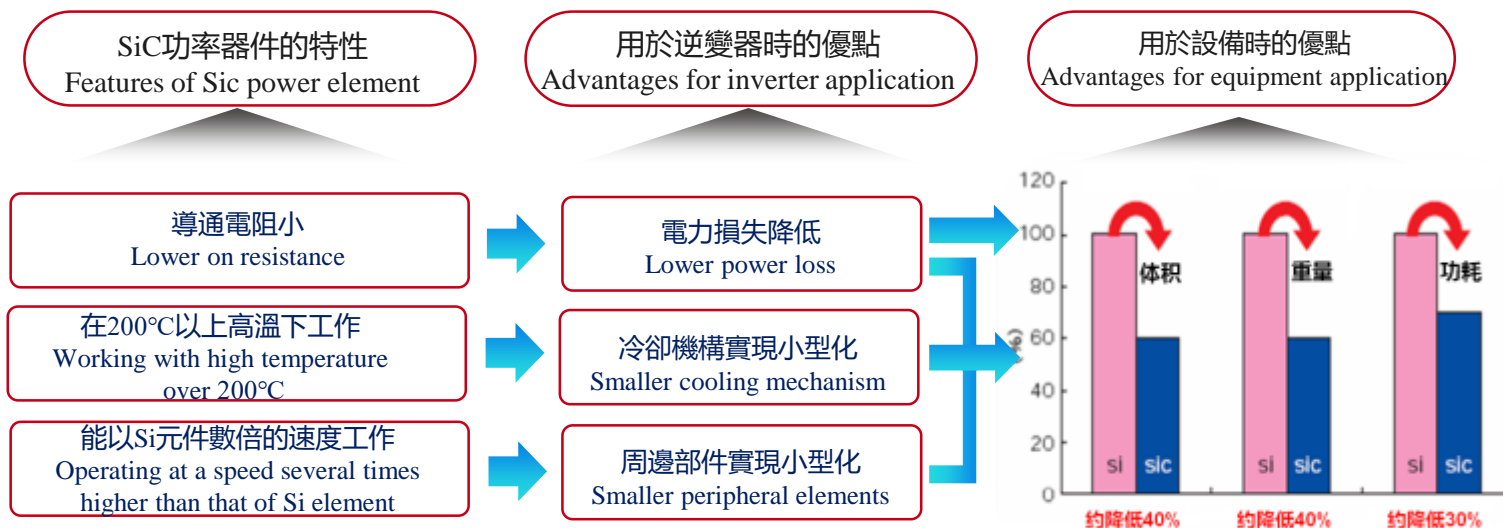 SiC功率器件的特性
Features of Sic power element
用於逆變器時的優點
Advantages for inverter application
用於設備時的優點
Advantages for equipment application
導通電阻小
Lower on resistance
電力損失降低
Lower power loss
在200°C以上高溫下工作
Working with high temperature
over 200°C
冷卻機構實現小型化
Smaller cooling mechanism
能以Si元件數倍的速度工作
Operating at a speed several times
higher than that of Si element
周邊部件實現小型化
Smaller peripheral elements
120
100
80
60
40
20
0
(%)
体积
重量
功耗
si
sic
si
sic
si
sic
约降低40%
约降低40%
约降低30%